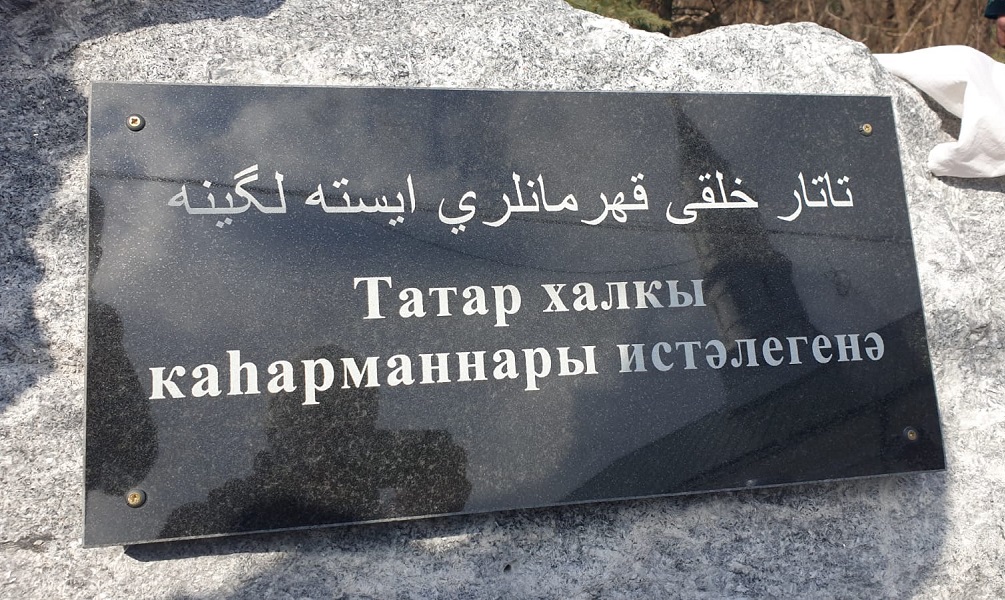 تاتار خلقى قهرمانلري ايسته لگينه
Татар халкы
каһарманнары истәлегенә